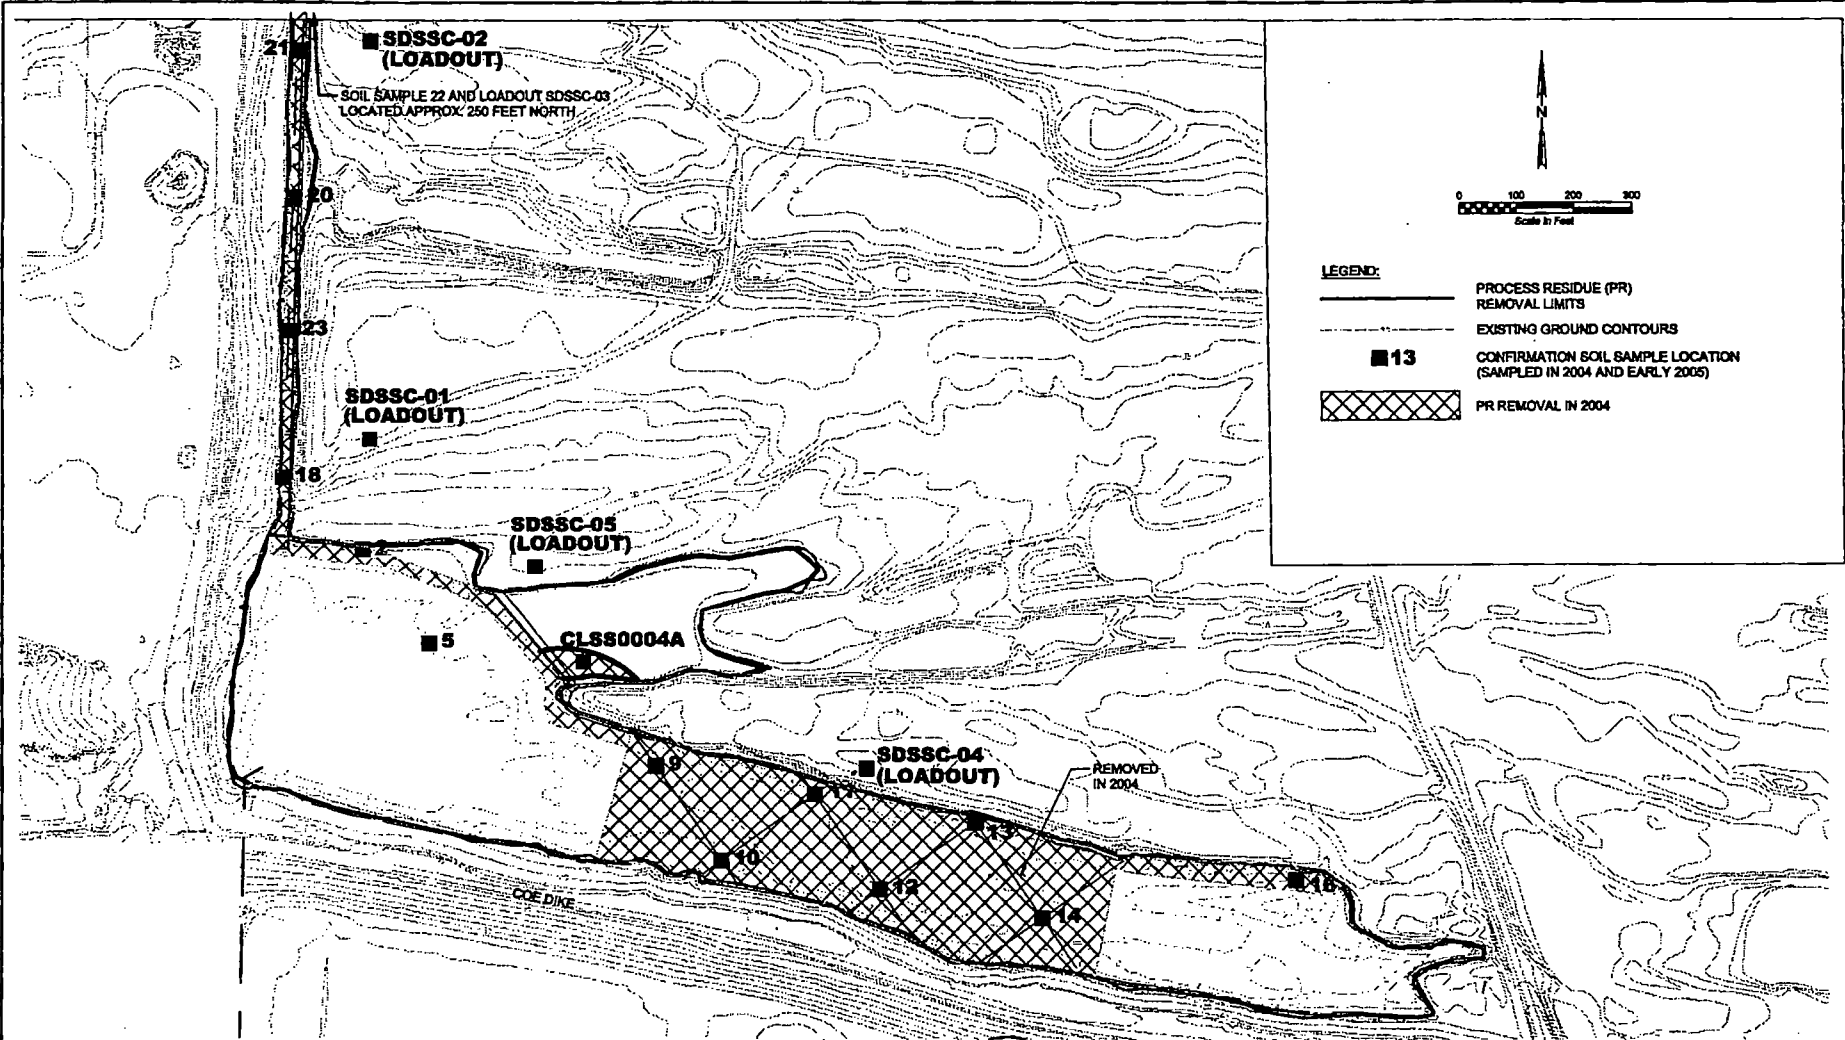 21
SDSSC-02
(LOADOUT)
SOIL SAMPLE 22 AND LOADOUT SDSSC-03
LOCATED APPROX. 250 FEET NORTH
20
23
SDSSC-01
(LOADOUT)
18
2
SDSSC-05
(LOADOUT)
5
CLSS0004A
9
SDSSC-04
(LOADOUT)
REMOVED
IN 2004
11
13
10
12
14
COE DIKE
N
0 100 200 300
Scale in Feet
LEGEND:
PROCESS RESIDUE (PR)
REMOVAL LIMITS
EXISTING GROUND CONTOURS
13
CONFIRMATION SOIL SAMPLE LOCATION
(SAMPLED IN 2004 AND EARLY 2005)
PR REMOVAL IN 2004